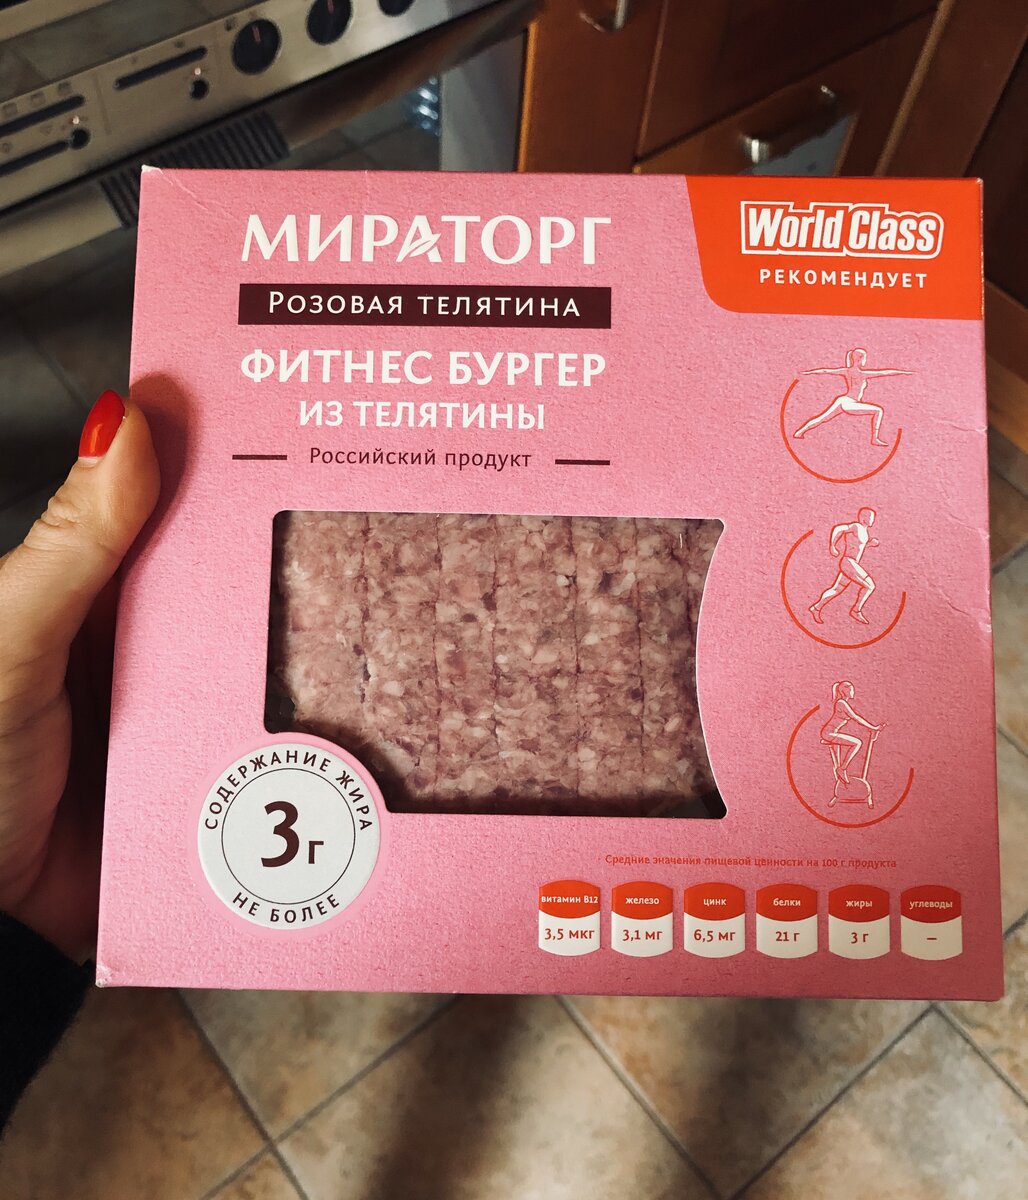 МИРАТОРГ
РОЗОВАЯ ТЕЛЯТИНА
ФИТНЕС БУРГЕР
ИЗ ТЕЛЯТИНЫ
Российский продукт
World Class
РЕКОМЕНДУЕТ
СОДЕРЖАНИЕ ЖИРА
3 г
НЕ БОЛЕЕ
Средние значения пищевой ценности на 100 г продукта
витамин B12 железо цинк белки жиры углеводы
3,5 мкг 3,1 мг 6,5 мг 21 г 3 г –